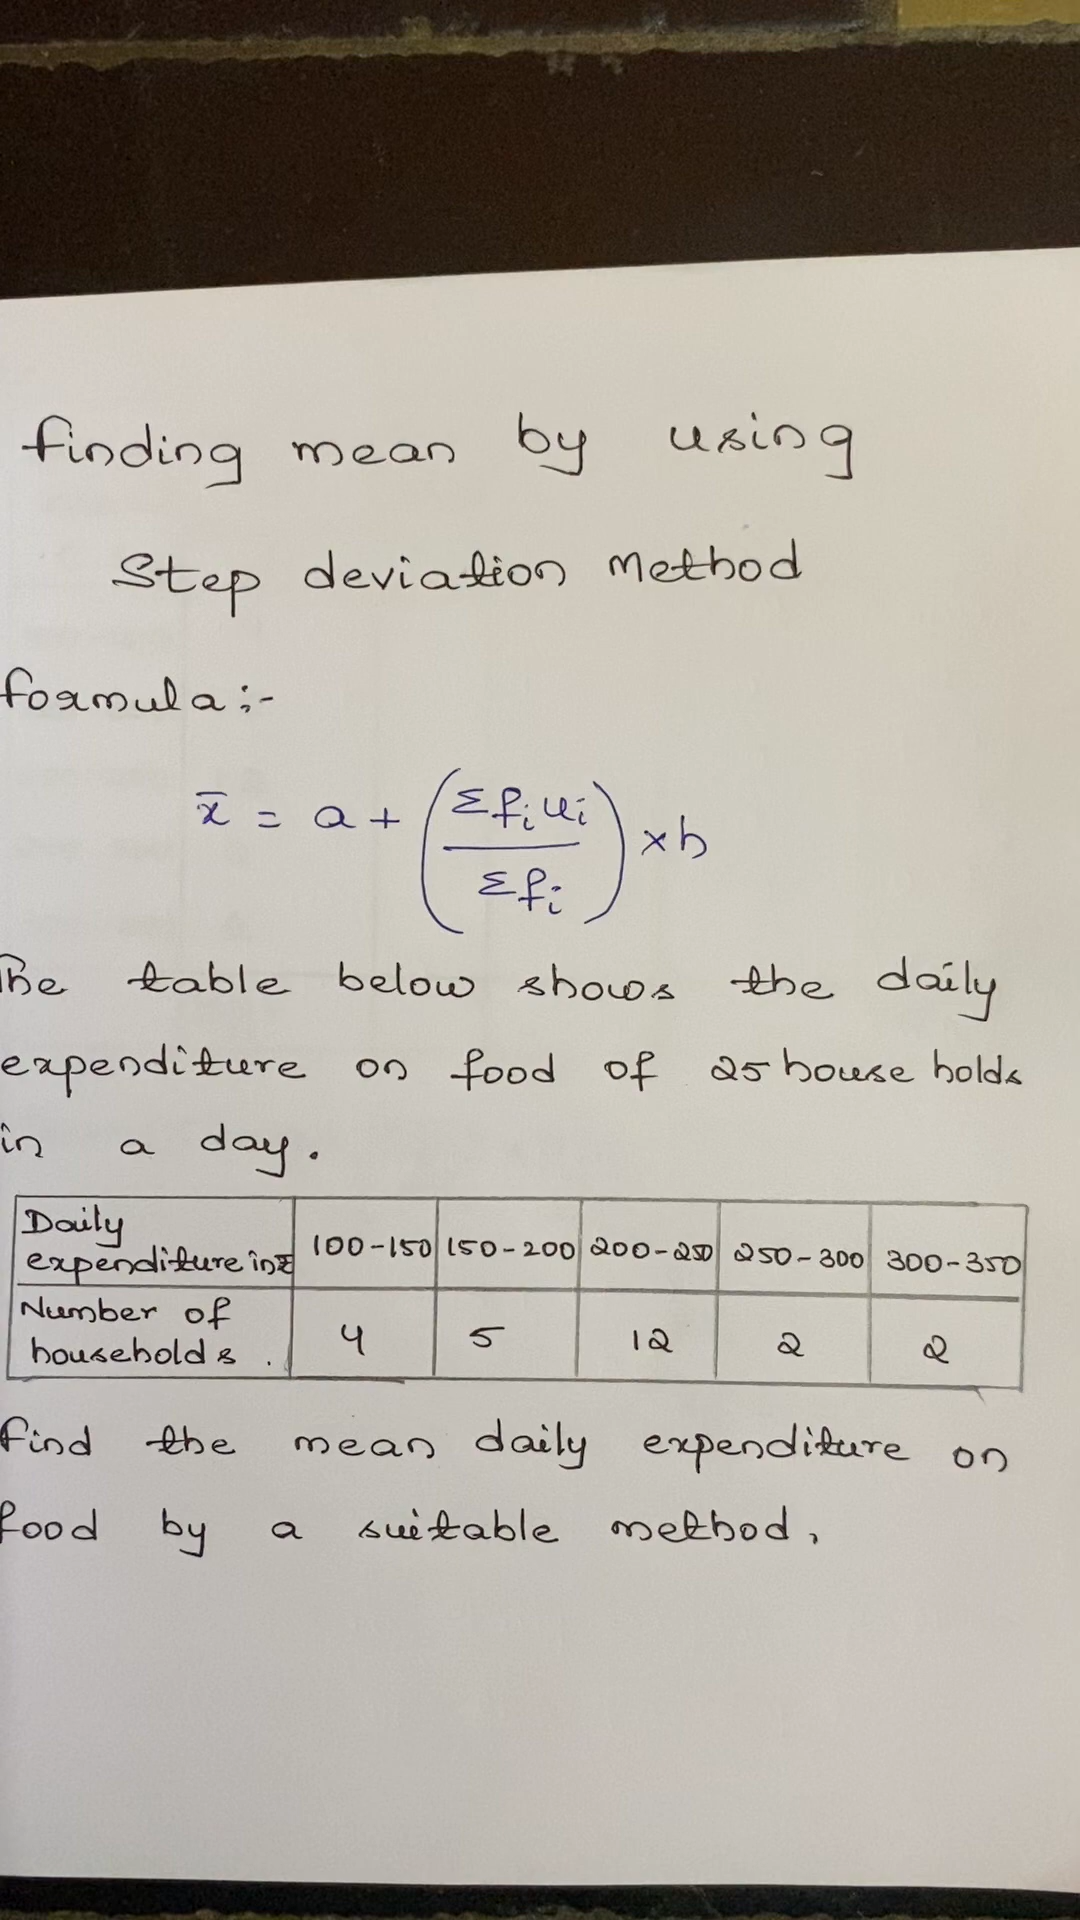 finding mean by using
Step deviation Method
formula:-
x̄ = a + (Σfiui / Σfi) × h
The table below shows the daily
expenditure on food of 25 house holds
in a day.
Daily expenditure in ₹ 100-150 150-200 200-250 250-300 300-350
Number of households. 4 5 12 2 2
find the mean daily expenditure on
food by a suitable method.